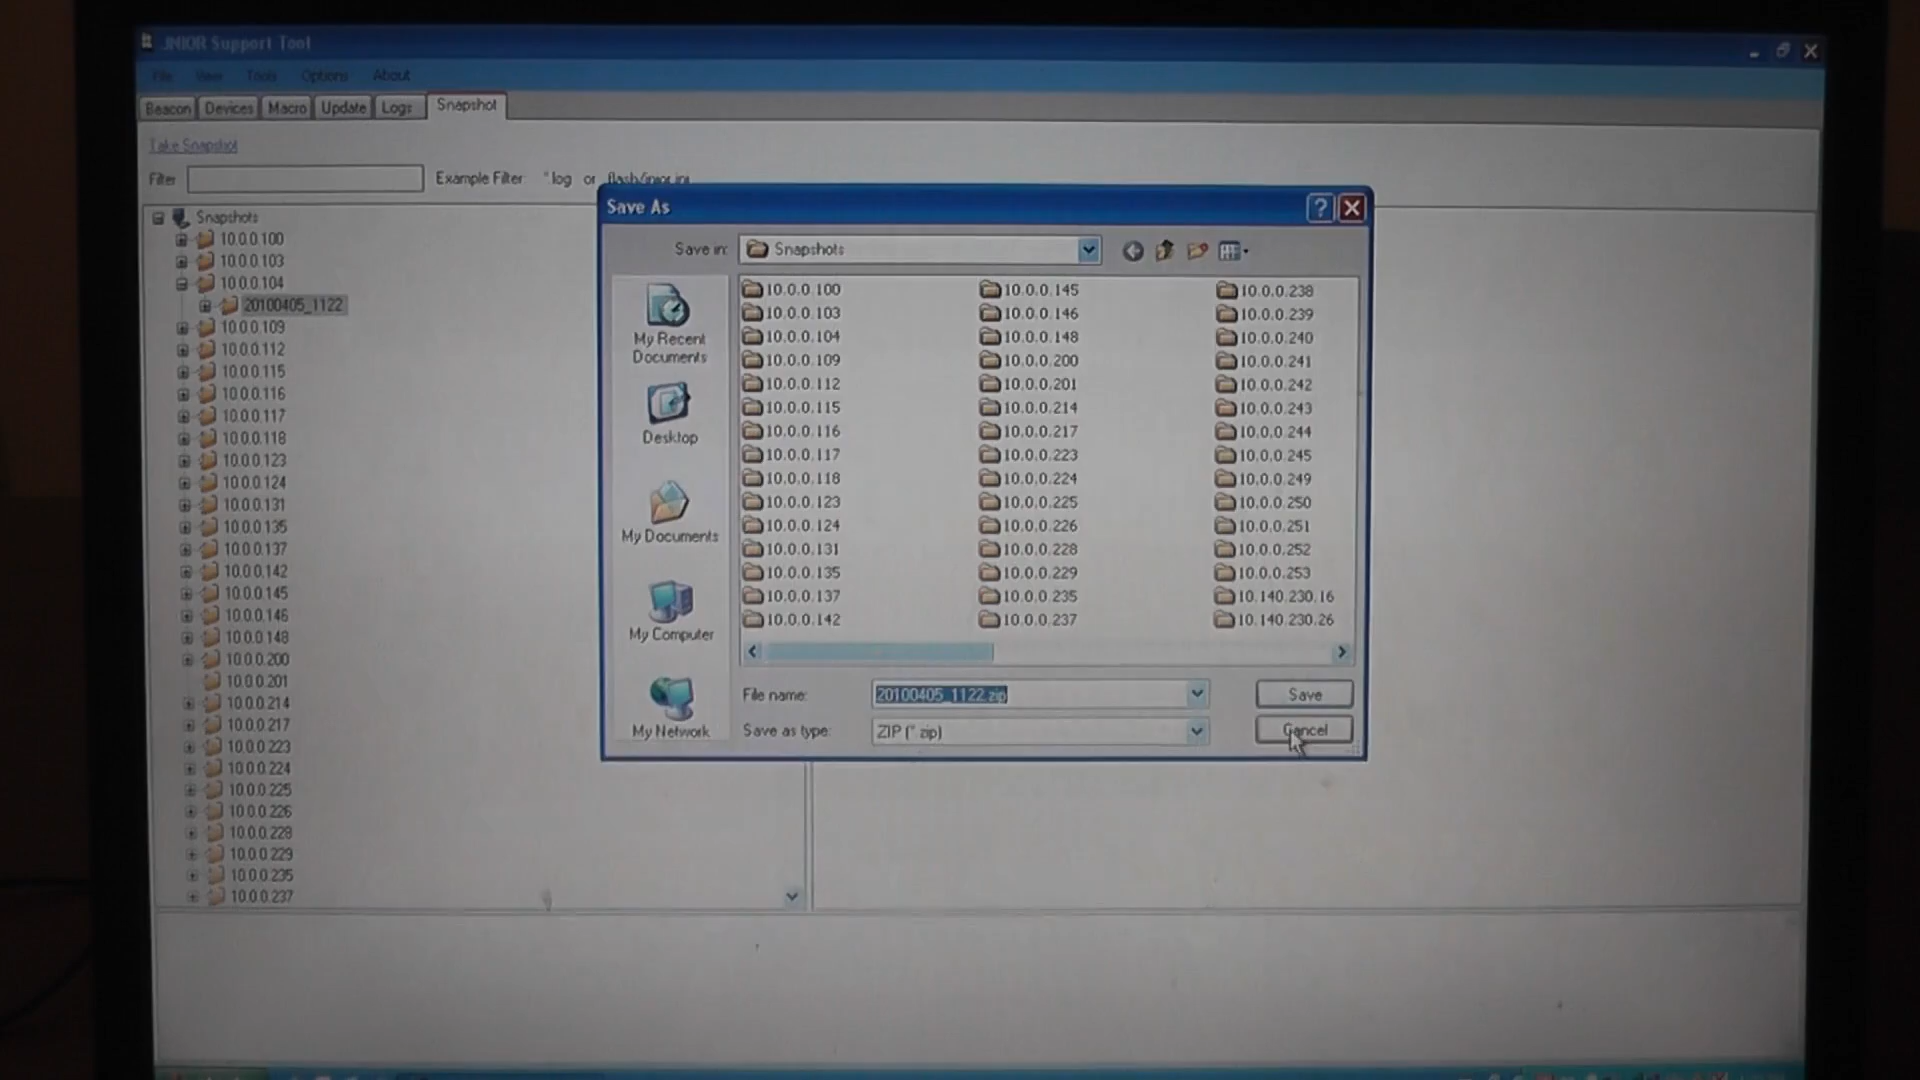 JNIOR Support Tool
File View Tools Options About
Beacon Devices Macro Update Logs Snapshot
Take Snapshot
Filter Example Filter: *.log or flash/jnior.ini
Snapshots
10.0.0.100
10.0.0.103
10.0.0.104
20100405_1122
10.0.0.109
10.0.0.112
10.0.0.115
10.0.0.116
10.0.0.117
10.0.0.118
10.0.0.123
10.0.0.124
10.0.0.131
10.0.0.135
10.0.0.137
10.0.0.142
10.0.0.145
10.0.0.146
10.0.0.148
10.0.0.200
10.0.0.201
10.0.0.214
10.0.0.217
10.0.0.223
10.0.0.224
10.0.0.225
10.0.0.226
10.0.0.228
10.0.0.229
10.0.0.235
10.0.0.237
Save As
Save in: Snapshots
My Recent Documents
Desktop
My Documents
My Computer
My Network
10.0.0.100 10.0.0.145 10.0.0.238
10.0.0.103 10.0.0.146 10.0.0.239
10.0.0.104 10.0.0.148 10.0.0.240
10.0.0.109 10.0.0.200 10.0.0.241
10.0.0.112 10.0.0.201 10.0.0.242
10.0.0.115 10.0.0.214 10.0.0.243
10.0.0.116 10.0.0.217 10.0.0.244
10.0.0.117 10.0.0.223 10.0.0.245
10.0.0.118 10.0.0.224 10.0.0.249
10.0.0.123 10.0.0.225 10.0.0.250
10.0.0.124 10.0.0.226 10.0.0.251
10.0.0.131 10.0.0.228 10.0.0.252
10.0.0.135 10.0.0.229 10.0.0.253
10.0.0.137 10.0.0.235 10.140.230.16
10.0.0.142 10.0.0.237 10.140.230.26
File name: 20100405_1122.zip Save
Save as type: ZIP (*.zip) Cancel